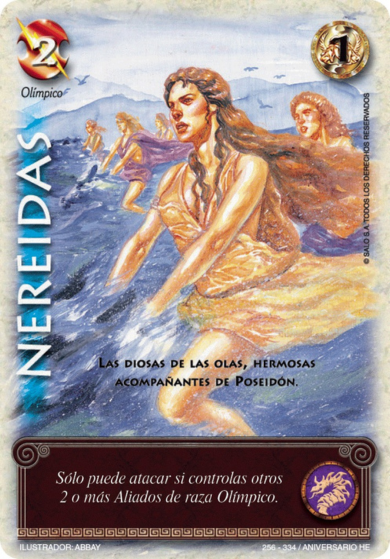 2
1
Olímpico
NEREIDAS
© SALO S.A TODOS LOS DERECHOS RESERVADOS
LAS DIOSAS DE LAS OLAS, HERMOSAS
ACOMPAÑANTES DE POSEIDÓN.
Sólo puede atacar si controlas otros
2 o más Aliados de raza Olímpico.
ILUSTRADOR: ABBAY
256 - 334 / ANIVERSARIO HE